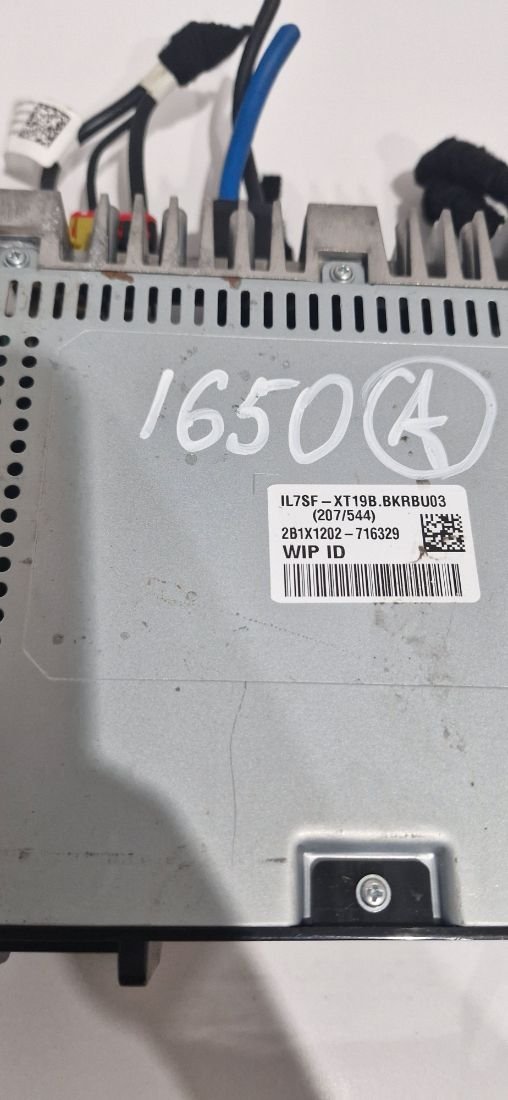 1650 A
IL7SF-XT19B.BKRBU03
(207/544)
2B1X1202-716329
WIP ID